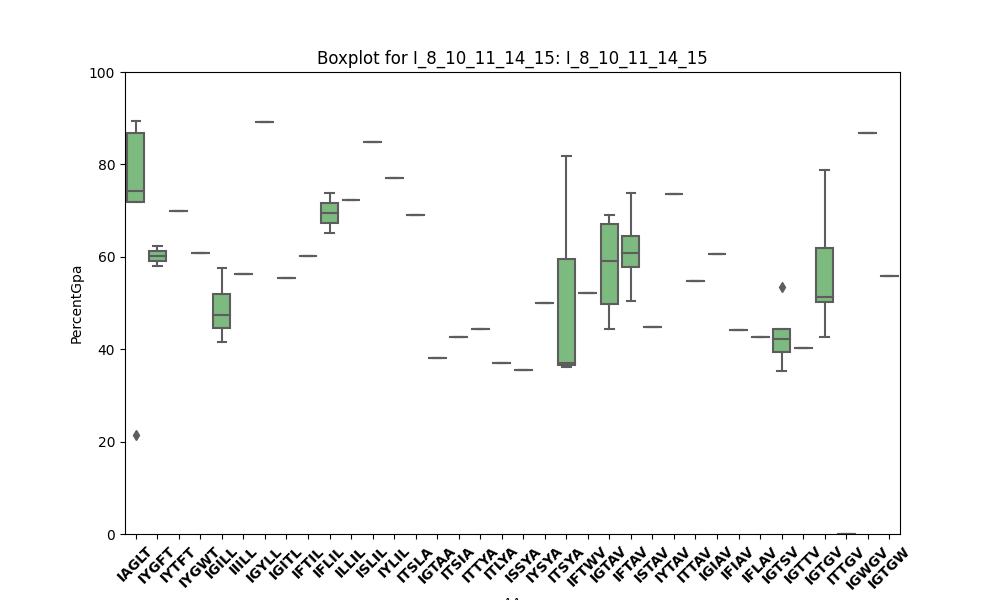 Boxplot for I_8_10_11_14_15: I_8_10_11_14_15
100
80
60
40
20
0
PercentGpa
IAGLT
IYGFT
IYTFT
IYGWT
IGILL
IIILL
IGYLL
IGITL
IFTIL
IFLIL
ILLIL
ISLIL
IYLIL
ITSLA
IGTAA
ITSIA
ITTYA
ITLYA
ISSYA
IYSYA
ITSYA
IFTWV
IGTAV
IFTAV
ISTAV
IYTAV
ITTAV
IGIAV
IFIAV
IFLAV
IGTSV
IGTTV
IGTGV
ITTGV
IGWGV
IGTGW